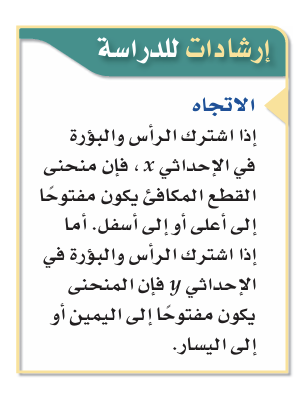 إرشادات للدراسة
الاتجاه
إذا اشترك الرأس والبؤرة
في الإحداثي x ، فإن منحنى
القطع المكافئ يكون مفتوحًا
إلى أعلى أو إلى أسفل. أما
إذا اشترك الرأس والبؤرة في
الإحداثي y فإن المنحنى
يكون مفتوحًا إلى اليمين أو
إلى اليسار.